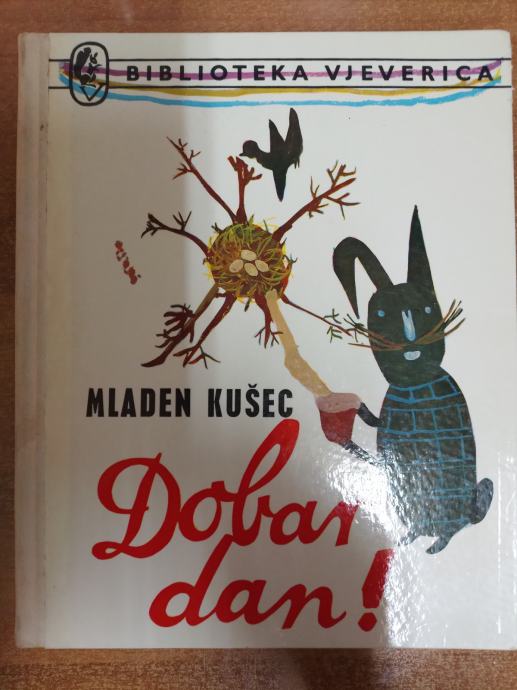 BIBLIOTEKA VJEVERICA
MLADEN KUŠEC
Dobar
dan!